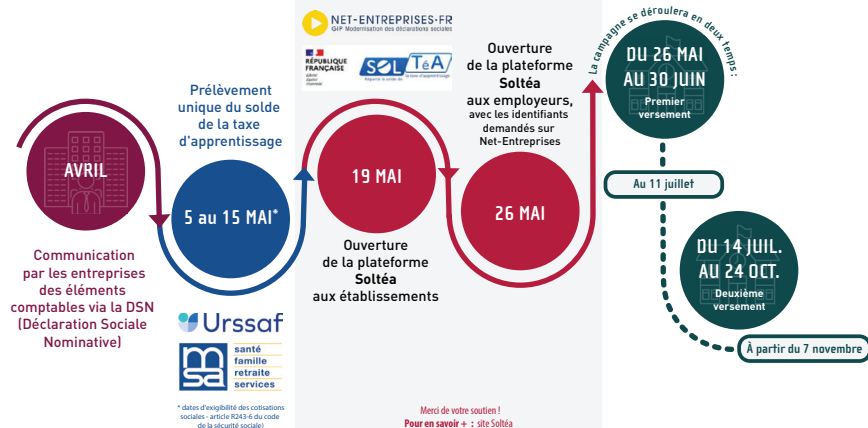 AVRIL
Communication
par les entreprises
des éléments
comptables via la DSN
(Déclaration Sociale
Nominative)
Prélèvement
unique du solde
de la taxe
d'apprentissage
5 au 15 MAI*
Urssaf
msa
santé
famille
retraite
services
* dates d'exigibilité des cotisations
sociales - article R243-6 du code
de la sécurité sociale)
NET-ENTREPRISES·FR
GIP Modernisation des déclarations sociales
RÉPUBLIQUE
FRANÇAISE
Liberté
Égalité
Fraternité
SOLTéA
19 MAI
Ouverture
de la plateforme
Soltéa
aux établissements
Ouverture
de la plateforme
Soltéa
aux employeurs,
avec les identifiants
demandés sur
Net-Entreprises
26 MAI
Merci de votre soutien !
Pour en savoir + : site Soltéa
La campagne se déroulera en deux temps :
DU 26 MAI
AU 30 JUIN
Premier
versement
Au 11 juillet
DU 14 JUIL.
AU 24 OCT.
Deuxième
versement
À partir du 7 novembre